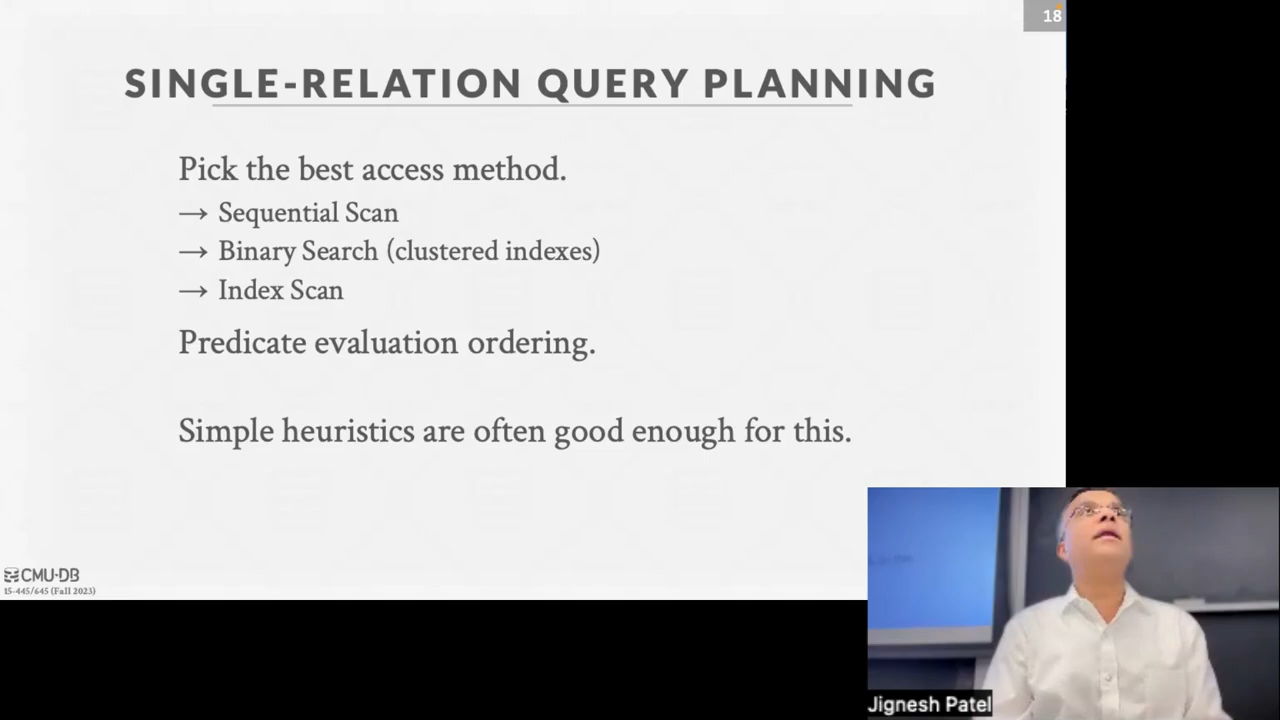 18
SINGLE-RELATION QUERY PLANNING
Pick the best access method.
→ Sequential Scan
→ Binary Search (clustered indexes)
→ Index Scan
Predicate evaluation ordering.
Simple heuristics are often good enough for this.
CMU·DB
15-445/645 (Fall 2023)
Jignesh Patel